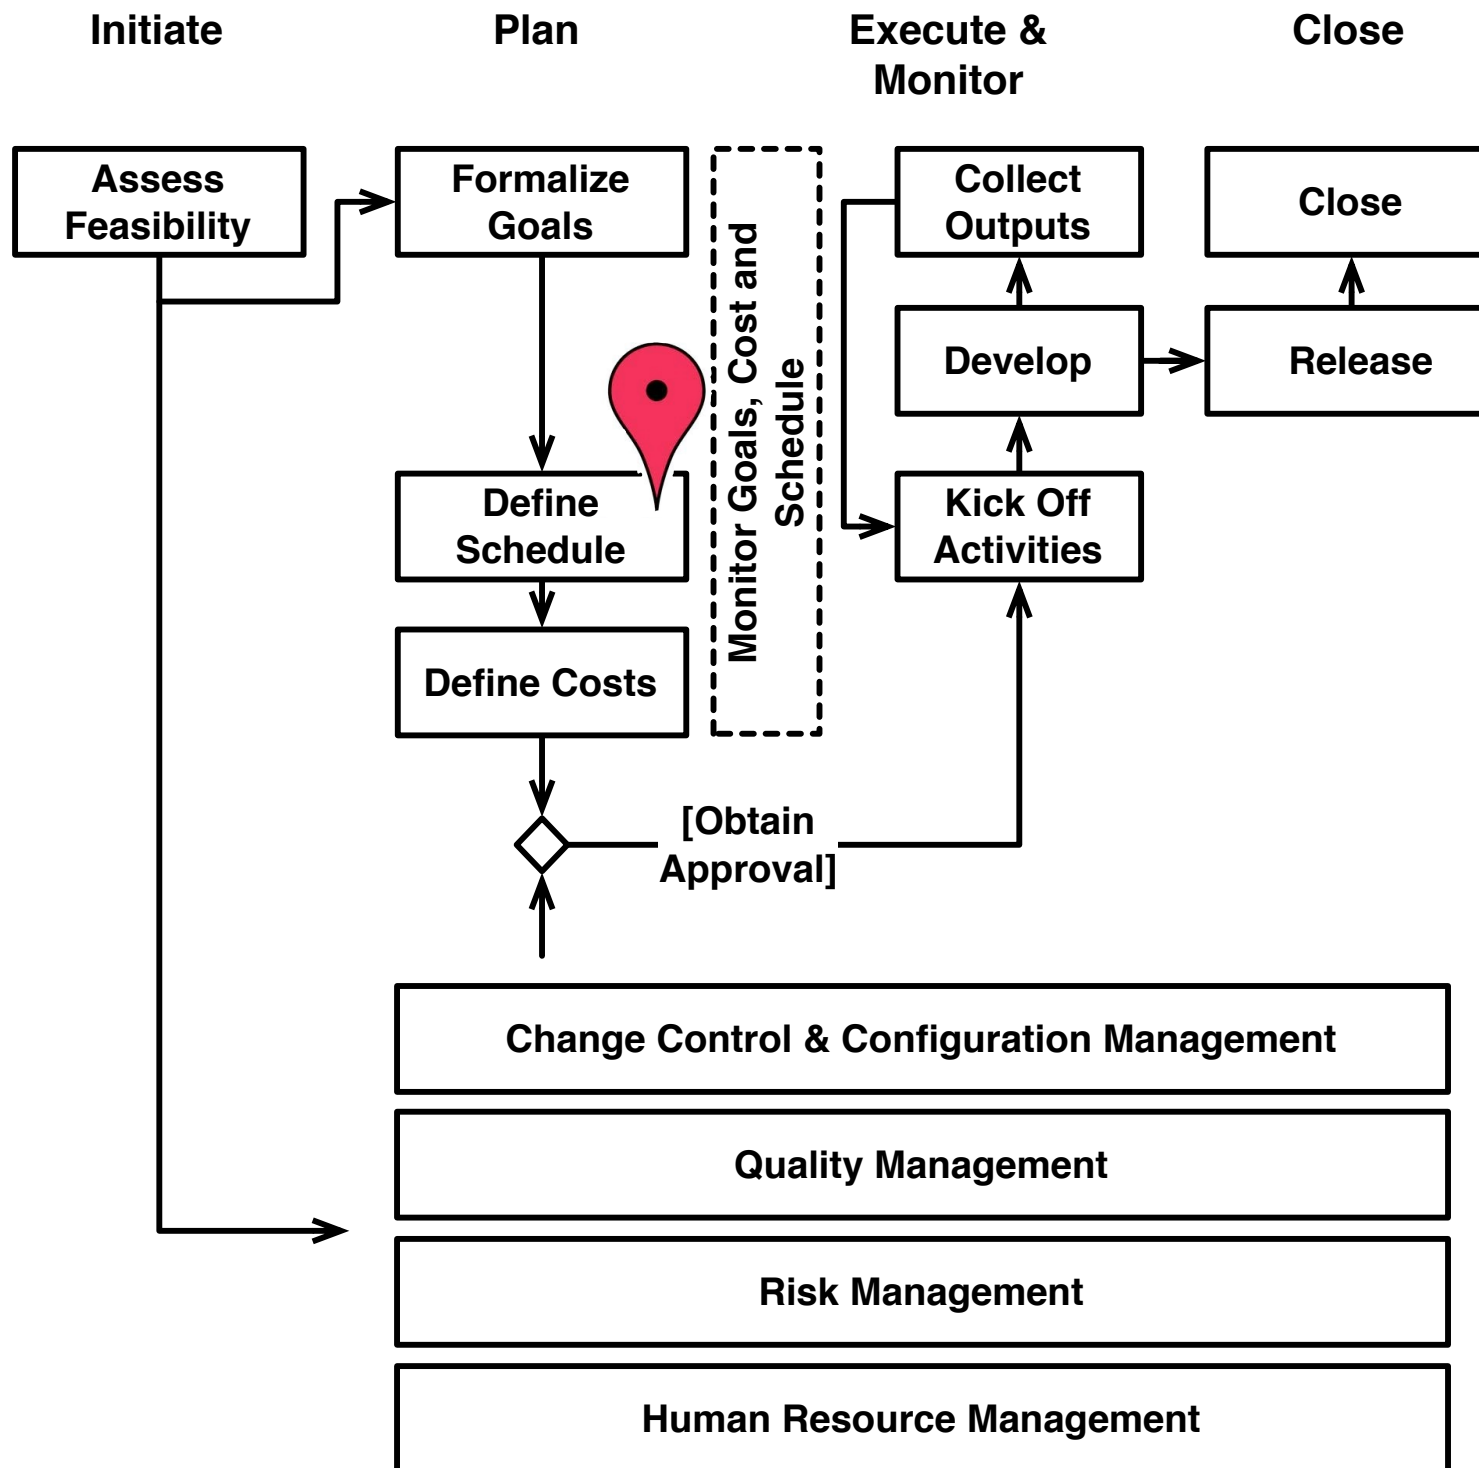 Initiate
Plan
Execute &
Monitor
Close
Assess
Feasibility
Formalize
Goals
Monitor Goals, Cost and
Schedule
Collect
Outputs
Close
Develop
Release
Define
Schedule
Kick Off
Activities
Define Costs
[Obtain
Approval]
Change Control & Configuration Management
Quality Management
Risk Management
Human Resource Management